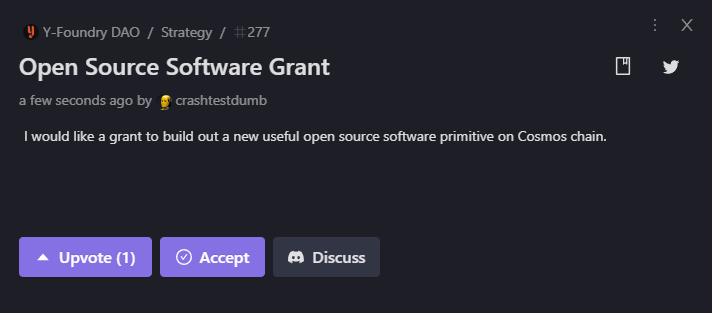 Y-Foundry DAO / Strategy / #277
Open Source Software Grant
a few seconds ago by crashtestdumb
I would like a grant to build out a new useful open source software primitive on Cosmos chain.
Upvote (1) Accept Discuss